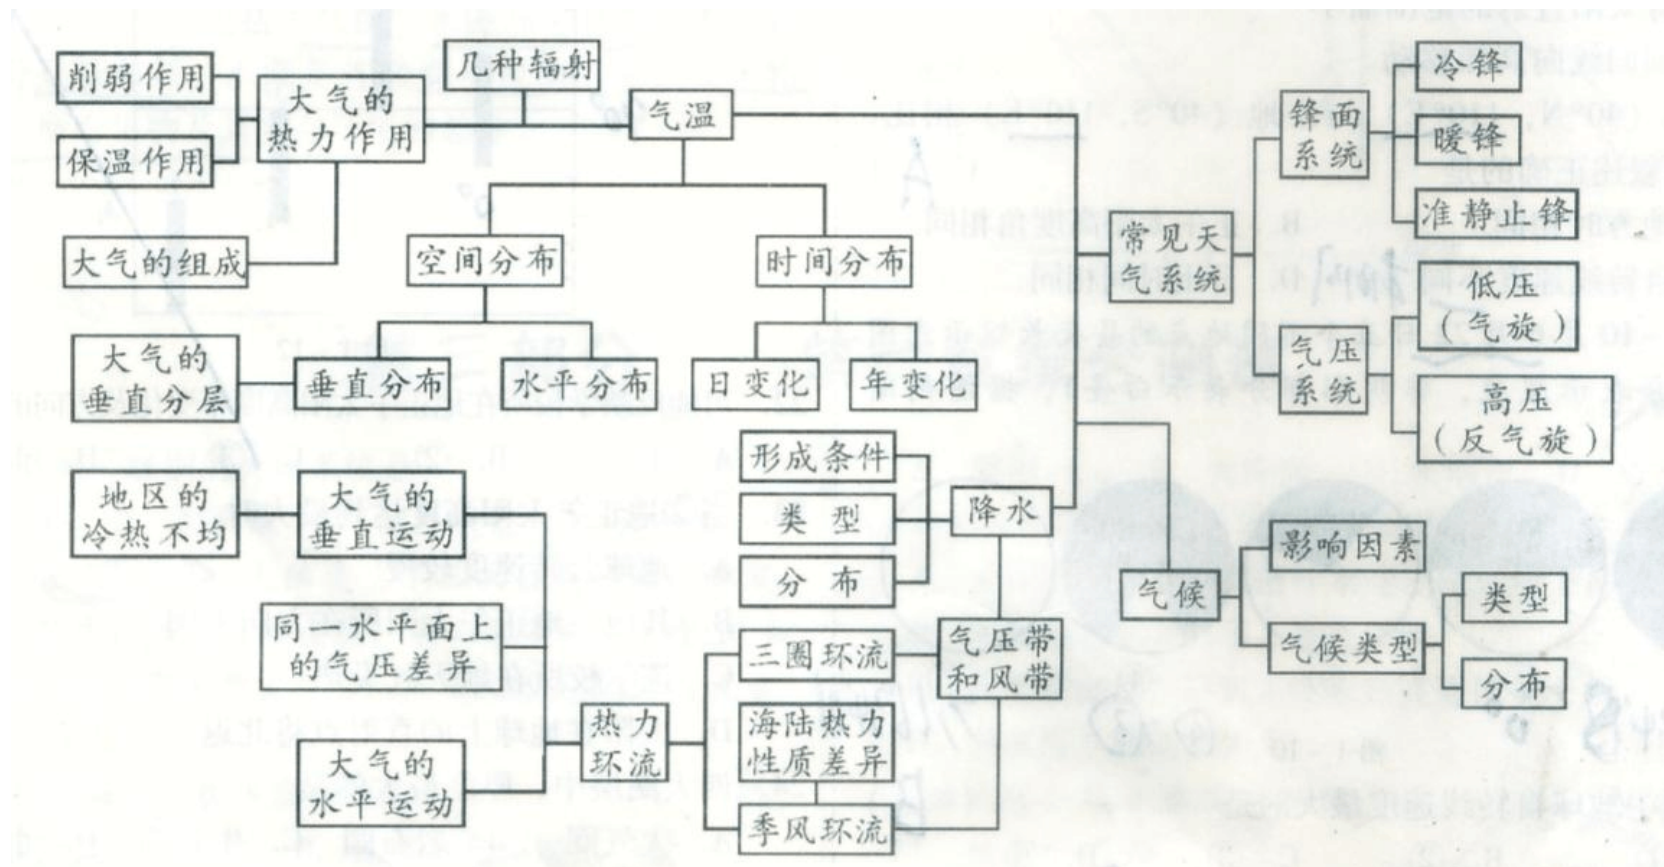 削弱作用
保温作用
大气的
热力作用
几种辐射
气温
大气的组成
空间分布
时间分布
大气的
垂直分层
垂直分布
水平分布
日变化
年变化
地区的
冷热不均
大气的
垂直运动
同一水平面上
的气压差异
大气的
水平运动
热力
环流
形成条件
类型
分布
降水
三圈环流
海陆热力
性质差异
季风环流
气压带
和风带
常见天
气系统
锋面
系统
冷锋
暖锋
准静止锋
气压
系统
低压
(气旋)
高压
(反气旋)
气候
影响因素
气候类型
类型
分布